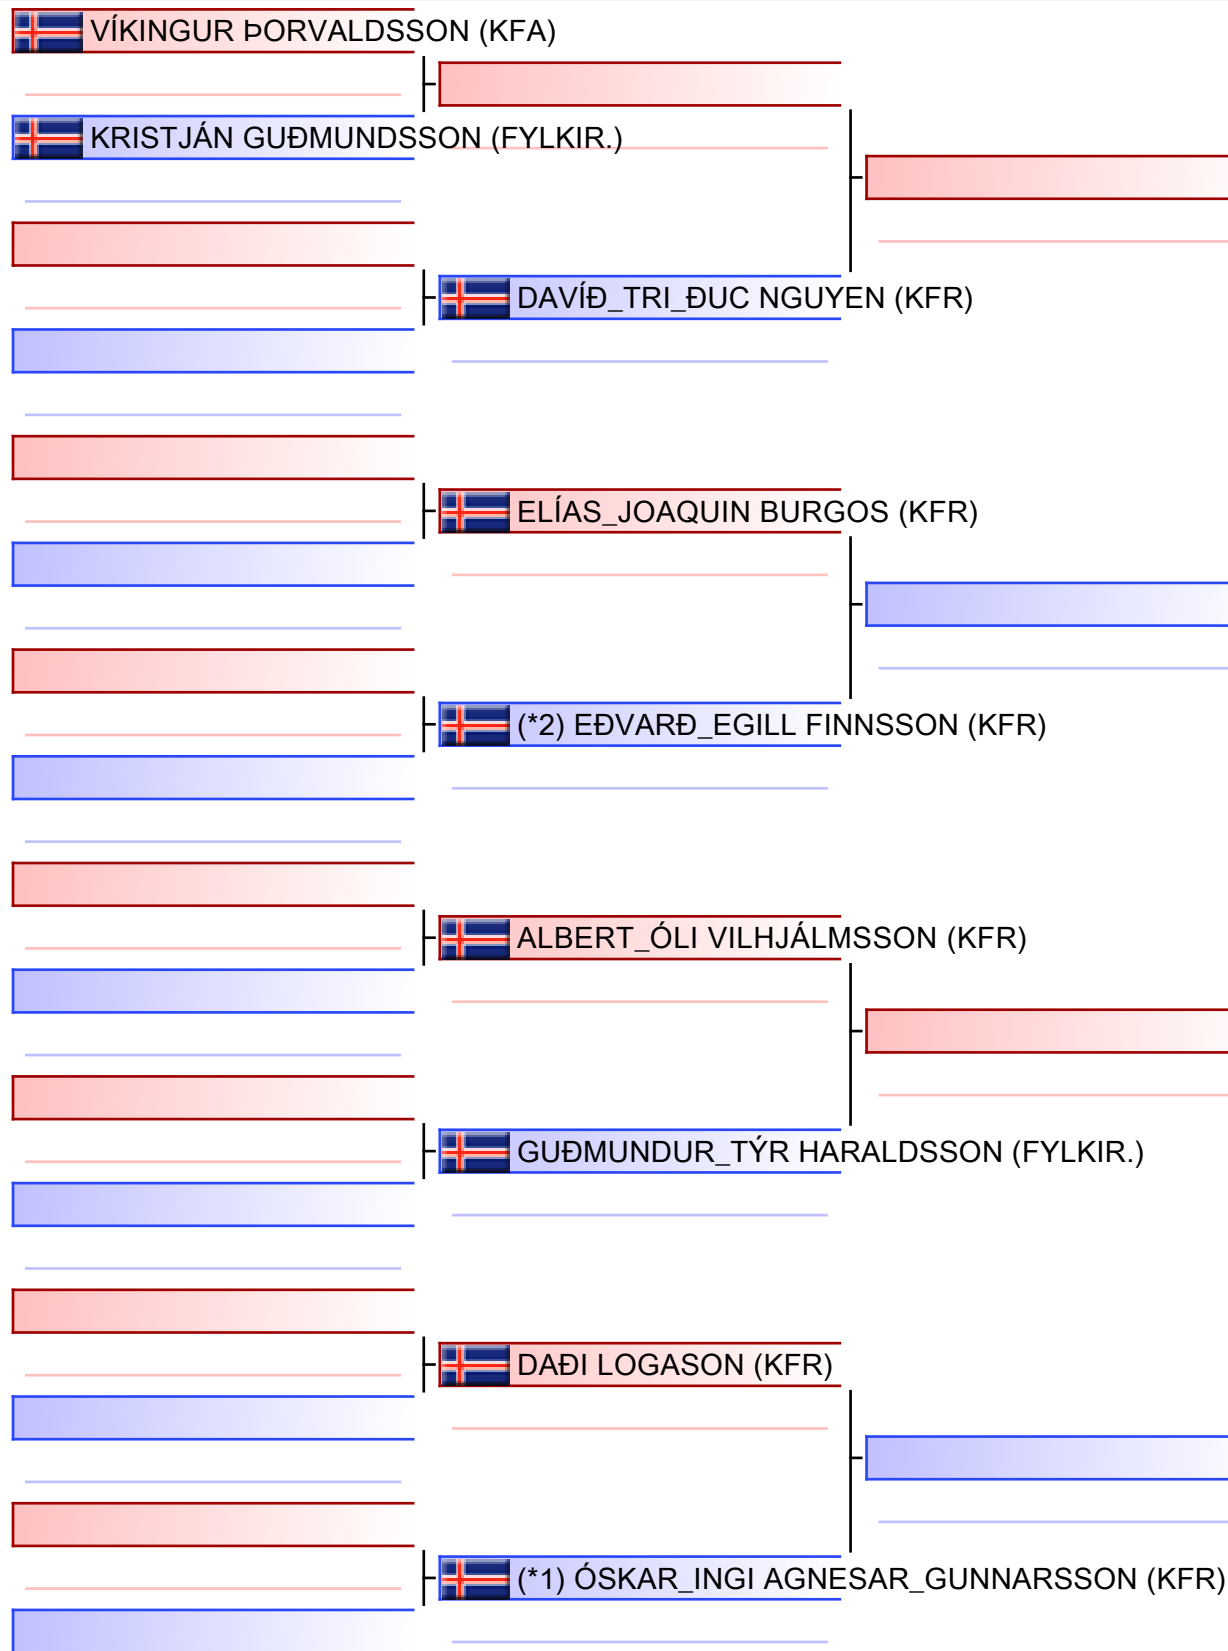 VÍKINGUR ÞORVALDSSON (KFA)
KRISTJÁN GUÐMUNDSSON (FYLKIR.)
DAVÍÐ_TRI_ÐUC NGUYEN (KFR)
ELÍAS_JOAQUIN BURGOS (KFR)
(*2) EÐVARÐ_EGILL FINNSSON (KFR)
ALBERT_ÓLI VILHJÁLMSSON (KFR)
GUÐMUNDUR_TÝR HARALDSSON (FYLKIR.)
DAÐI LOGASON (KFR)
(*1) ÓSKAR_INGI AGNESAR_GUNNARSSON (KFR)